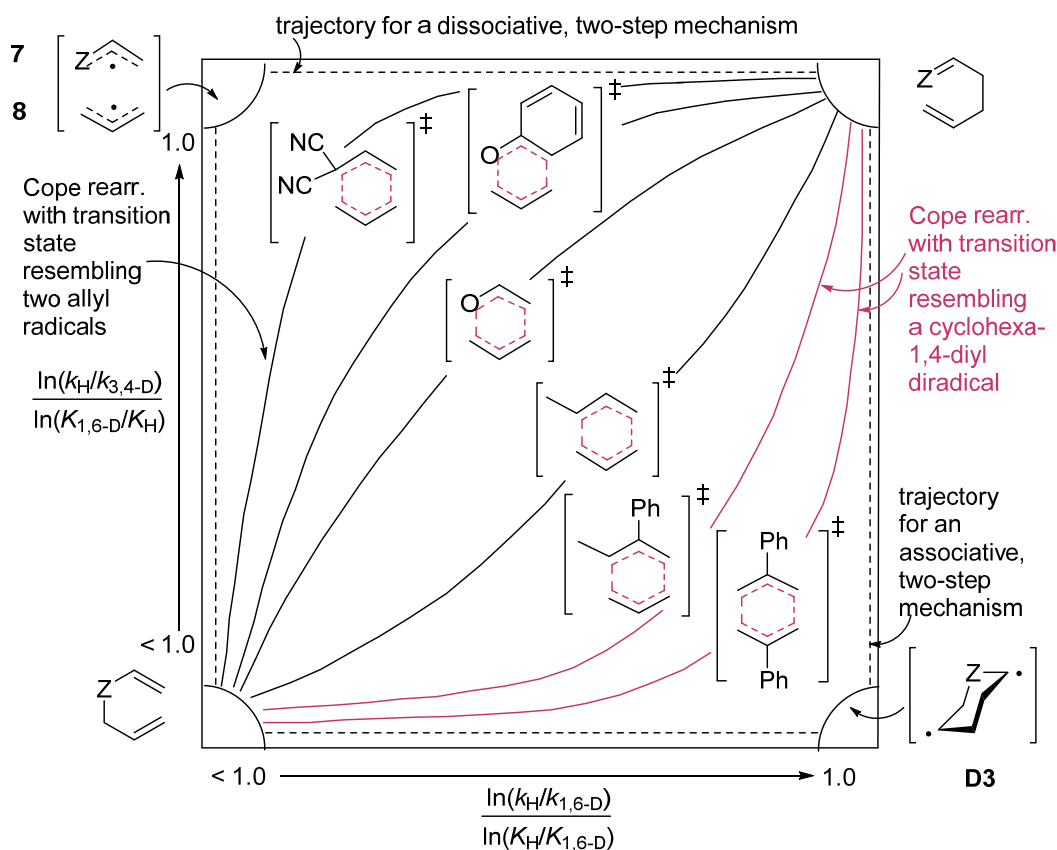 trajectory for a dissociative, two-step mechanism
7
Z
8
‡
‡
Z
NC
NC
O
1.0
Cope rearr.
with transition
state
resembling
two allyl
radicals
Cope rearr.
with transition
state
resembling
a cyclohexa-
1,4-diyl
diradical
‡
O
ln(kH/k3,4-D)
ln(K1,6-D/KH)
‡
‡
Ph
‡
Ph
Ph
trajectory
for an
associative,
two-step
mechanism
< 1.0
Z
Z
< 1.0
1.0
D3
ln(kH/k1,6-D)
ln(KH/K1,6-D)